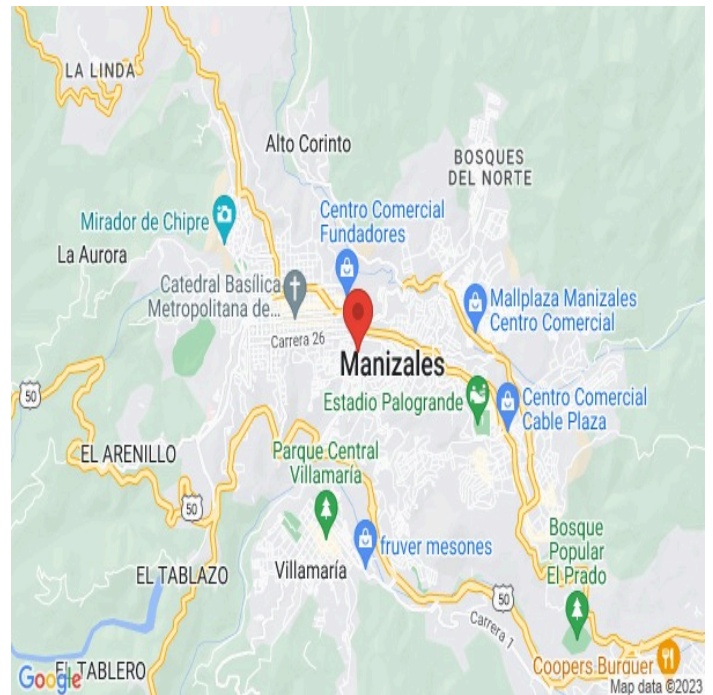 LA LINDA
Alto Corinto
BOSQUES
DEL NORTE
Mirador de Chipre
Centro Comercial
Fundadores
La Aurora
Catedral Basílica
Metropolitana de...
Mallplaza Manizales
Centro Comercial
Carrera 26
Manizales
50
Estadio Palogrande
Centro Comercial
Cable Plaza
EL ARENILLO
Parque Central
Villamaría
50
50
Bosque
Popular
El Prado
fruver mesones
EL TABLAZO
Villamaría
50
Carrera 1
Coopers Burguer
Google
EL TABLERO
Map data ©2023